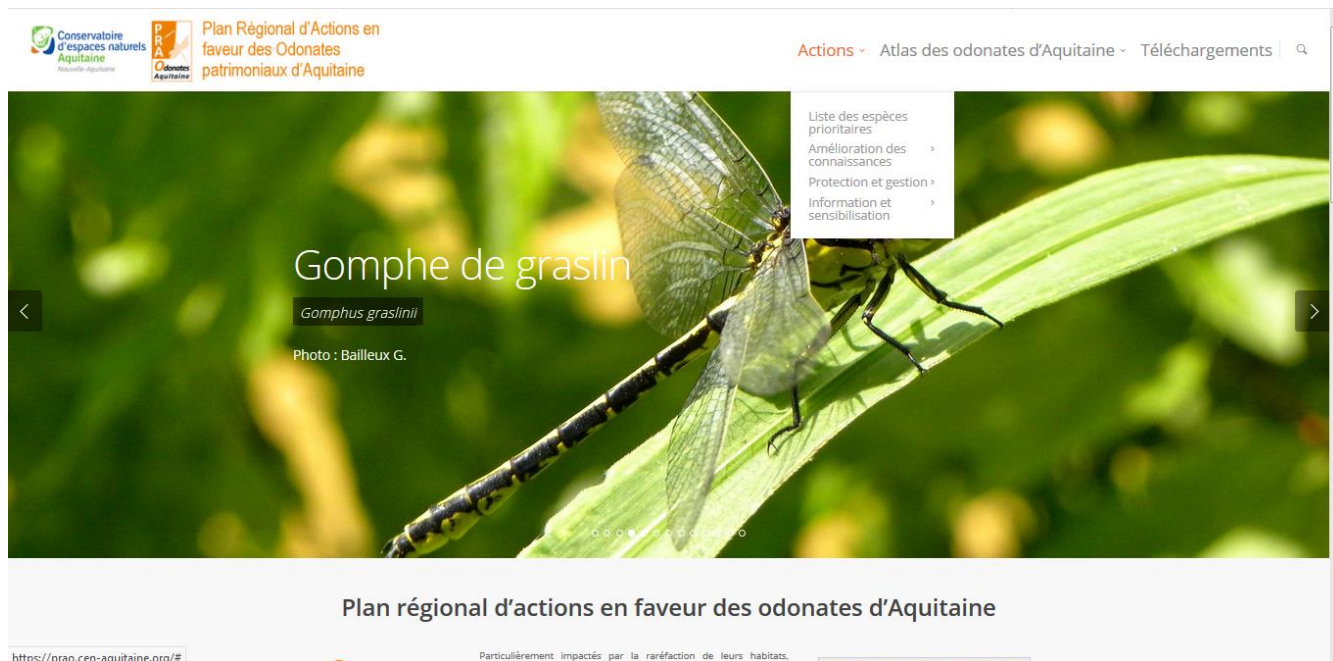 Conservatoire
d'espaces naturels
Aquitaine
Nouvelle-Aquitaine
PRA
Odonates
Aquitaine
Plan Régional d'Actions en
faveur des Odonates
patrimoniaux d'Aquitaine
Actions
Atlas des odonates d'Aquitaine
Téléchargements
Liste des espèces
prioritaires
Amélioration des
connaissances
Protection et gestion
Information et
sensibilisation
Gomphe de graslin
Gomphus graslinii
Photo : Bailleux G.
Plan régional d'actions en faveur des odonates d'Aquitaine
Particulièrement impactés par la raréfaction de leurs habitats,
https://prao.cen-aquitaine.org/#